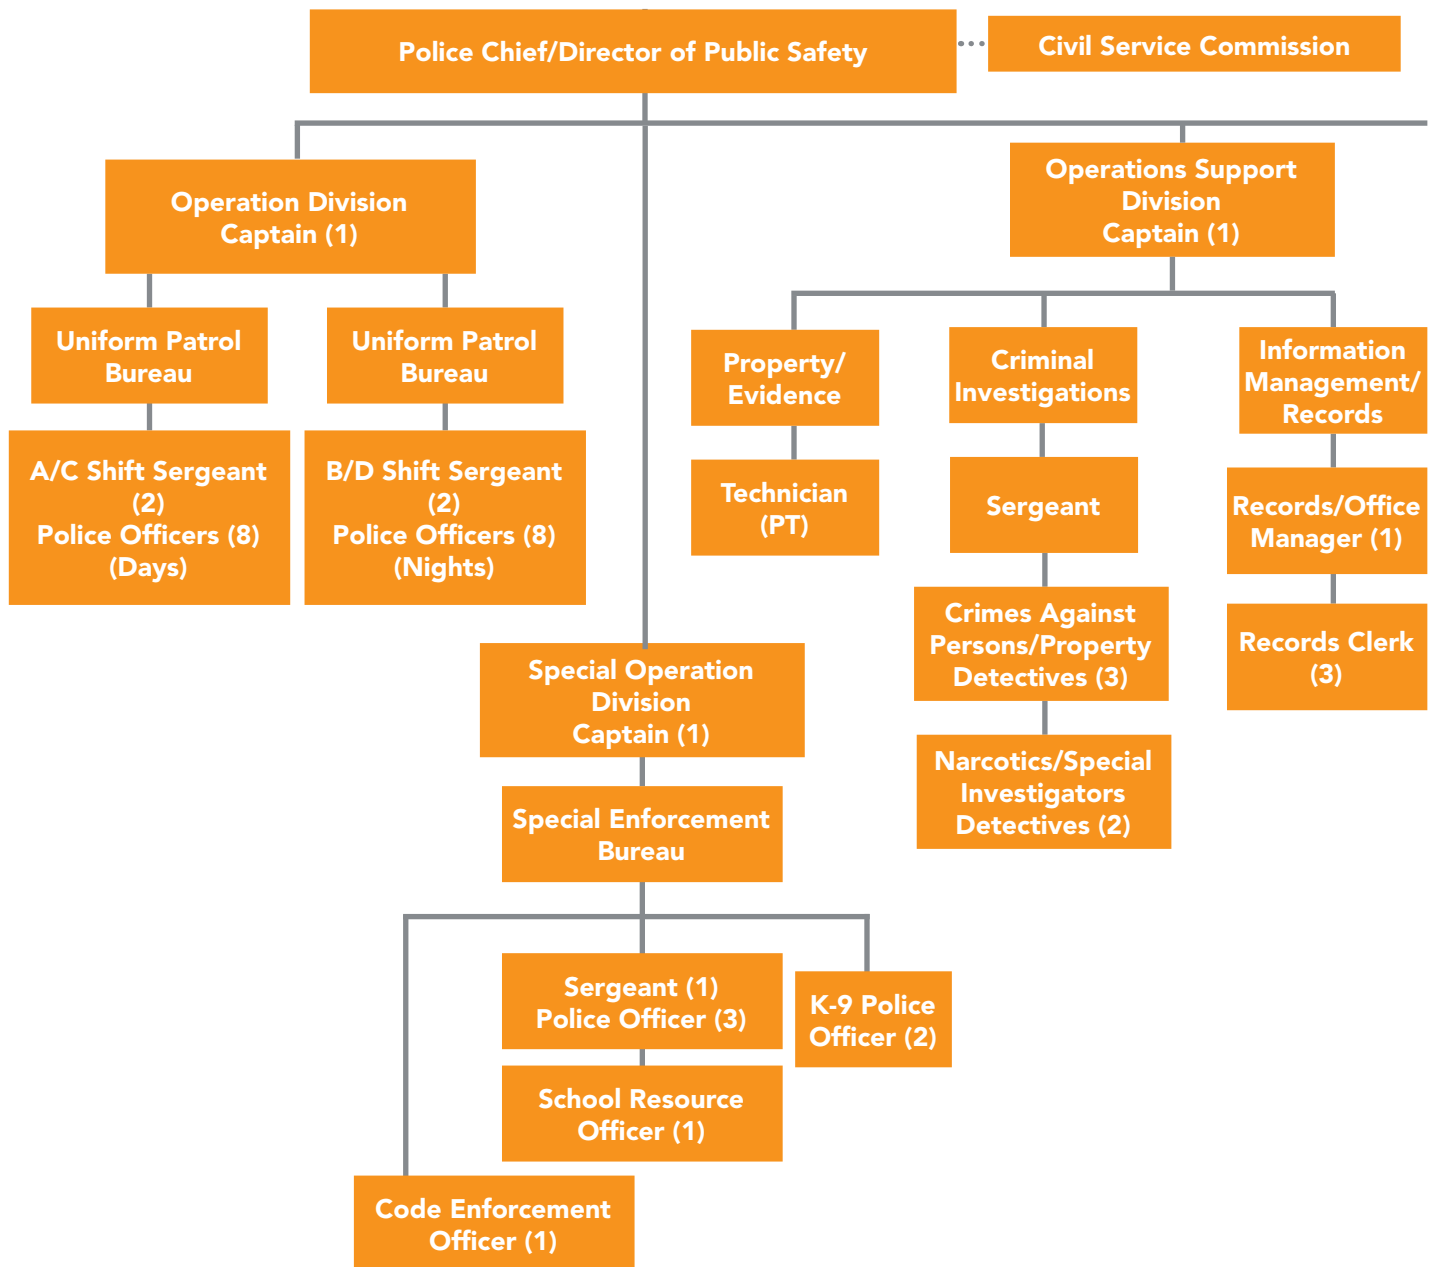 Police Chief/Director of Public Safety
Civil Service Commission
Operation Division
Captain (1)
Operations Support
Division
Captain (1)
Uniform Patrol
Bureau
Uniform Patrol
Bureau
Property/
Evidence
Criminal
Investigations
Information
Management/
Records
A/C Shift Sergeant
(2)
Police Officers (8)
(Days)
B/D Shift Sergeant
(2)
Police Officers (8)
(Nights)
Technician
(PT)
Sergeant
Records/Office
Manager (1)
Crimes Against
Persons/Property
Detectives (3)
Records Clerk
(3)
Special Operation
Division
Captain (1)
Narcotics/Special
Investigators
Detectives (2)
Special Enforcement
Bureau
Sergeant (1)
Police Officer (3)
K-9 Police
Officer (2)
School Resource
Officer (1)
Code Enforcement
Officer (1)